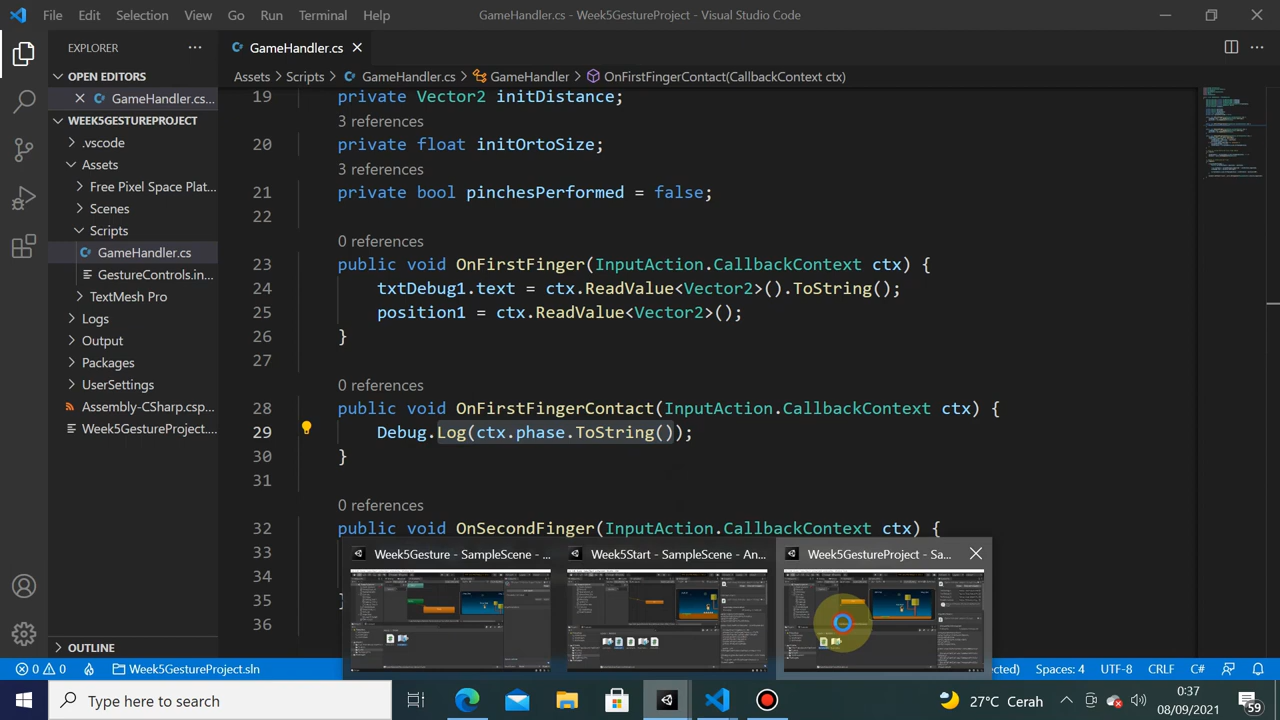 File Edit Selection View Go Run Terminal Help
GameHandler.cs - Week5GestureProject - Visual Studio Code
EXPLORER
OPEN EDITORS
GameHandler.cs...
WEEK5GESTUREPROJECT
.vscode
Assets
Free Pixel Space Plat...
Scenes
Scripts
GameHandler.cs
GestureControls.in...
TextMesh Pro
Logs
Output
Packages
UserSettings
Assembly-CSharp.csp...
Week5GestureProject....
OUTLINE
GameHandler.cs
Assets > Scripts > GameHandler.cs > GameHandler > OnFirstFingerContact(CallbackContext ctx)
19 private Vector2 initDistance;
3 references
20 private float initOrtoSize;
3 references
21 private bool pinchesPerformed = false;
22
0 references
23 public void OnFirstFinger(InputAction.CallbackContext ctx) {
24 txtDebug1.text = ctx.ReadValue<Vector2>().ToString();
25 position1 = ctx.ReadValue<Vector2>();
26 }
27
0 references
28 public void OnFirstFingerContact(InputAction.CallbackContext ctx) {
29 Debug.Log(ctx.phase.ToString());
30 }
31
0 references
32 public void OnSecondFinger(InputAction.CallbackContext ctx) {
33
34
35
36
Week5Gesture - SampleScene - ...
Week5Start - SampleScene - An...
Week5GestureProject - Sa...
0 0 Week5GestureProject.sln
ected) Spaces: 4 UTF-8 CRLF C#
Type here to search
27°C Cerah
0:37
08/09/2021
59